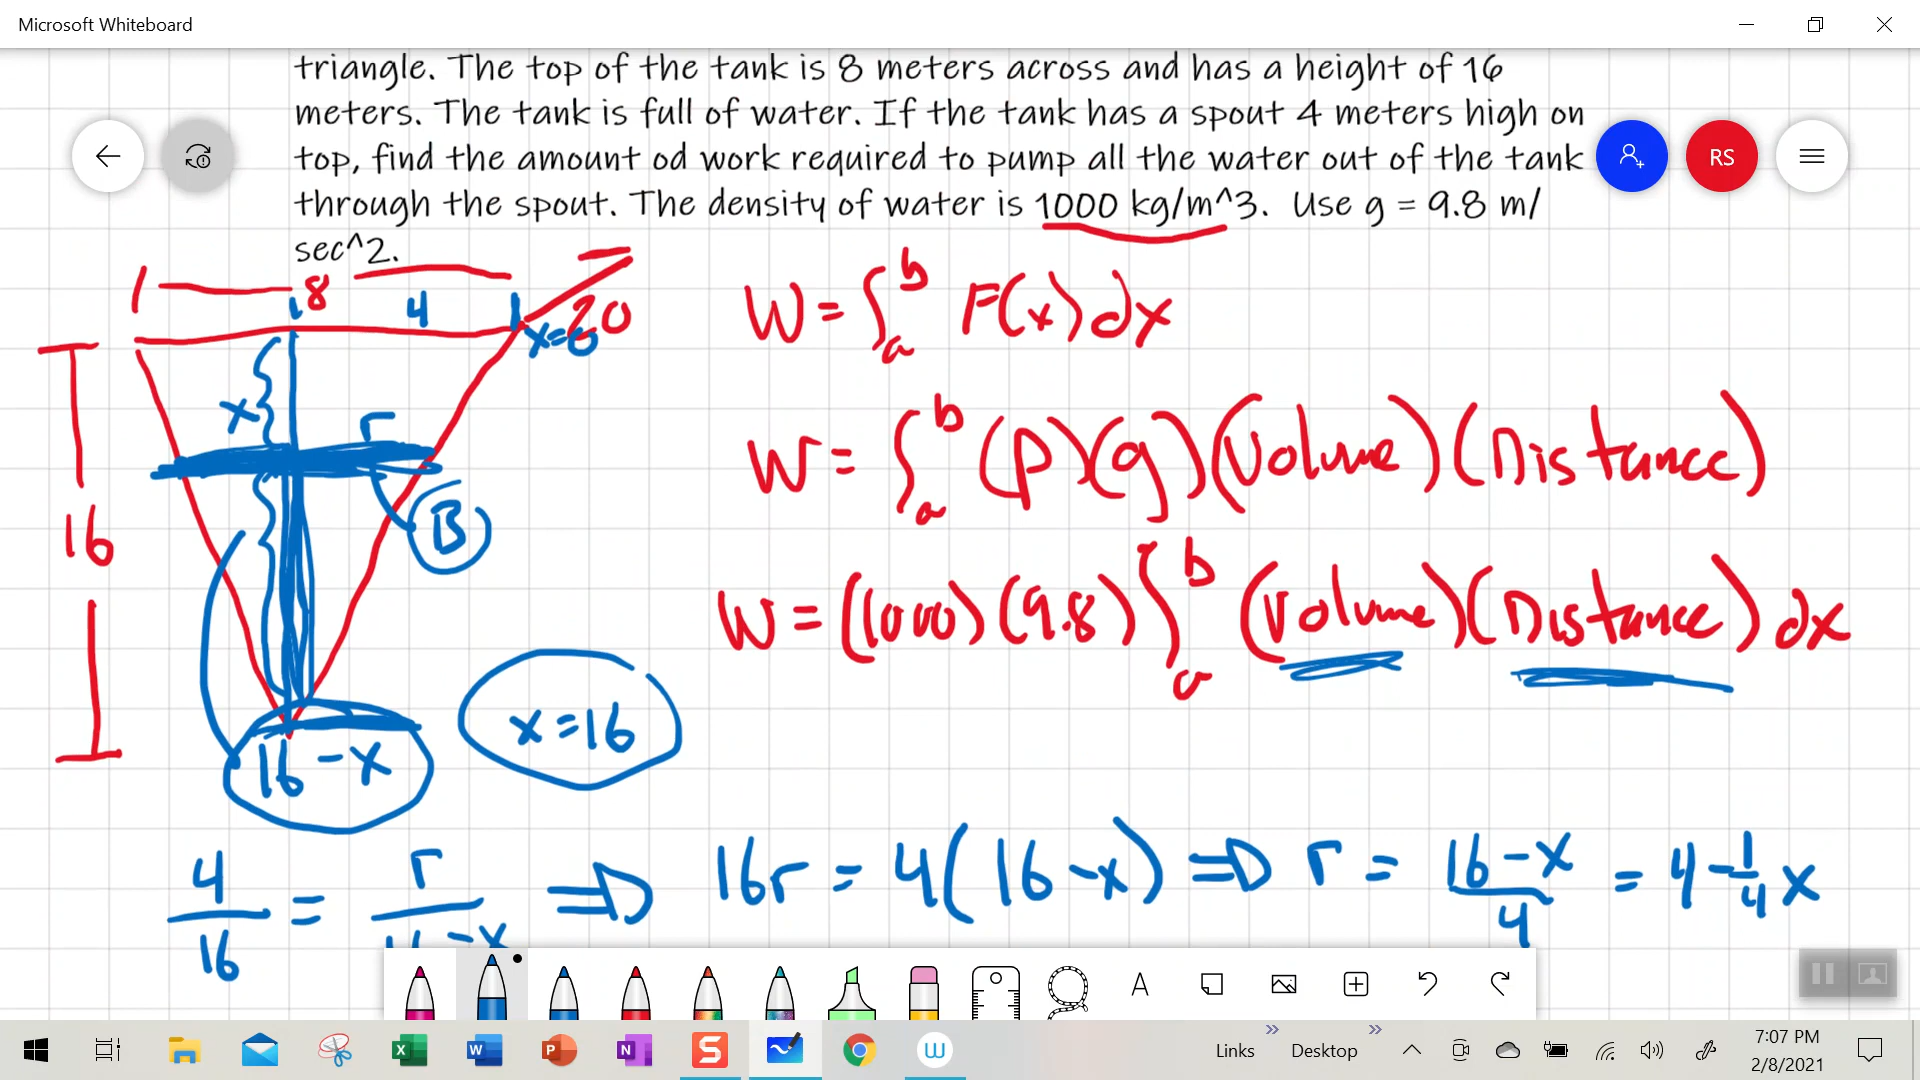 Microsoft Whiteboard
triangle. The top of the tank is 8 meters across and has a height of 16
meters. The tank is full of water. If the tank has a spout 4 meters high on
top, find the amount od work required to pump all the water out of the tank
through the spout. The density of water is 1000 kg/m^3. Use g = 9.8 m/
sec^2.
RS
8
4
20
x=0
W = ∫_a^b F(x) dx
x
r
W = ∫_a^b (ρ)(g)(Volume)(Distance)
16
B
W = (1000)(9.8) ∫_a^b (Volume)(Distance) dx
16-x
x=16
4/16 = r/16-x ⇒ 16r = 4(16-x) ⇒ r = 16-x/4 = 4-1/4x
A
Links
Desktop
7:07 PM
2/8/2021